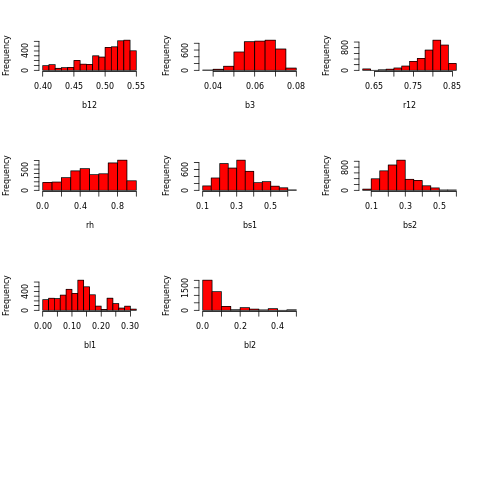 Frequency
0 400
0.40 0.45 0.50 0.55
b12
Frequency
0 600
0.04 0.06 0.08
b3
Frequency
0 800
0.65 0.75 0.85
r12
Frequency
0 500
0.0 0.4 0.8
rh
Frequency
0 600
0.1 0.3 0.5
bs1
Frequency
0 800
0.1 0.3 0.5
bs2
Frequency
0 400
0.00 0.10 0.20 0.30
bl1
Frequency
0 1500
0.0 0.2 0.4
bl2